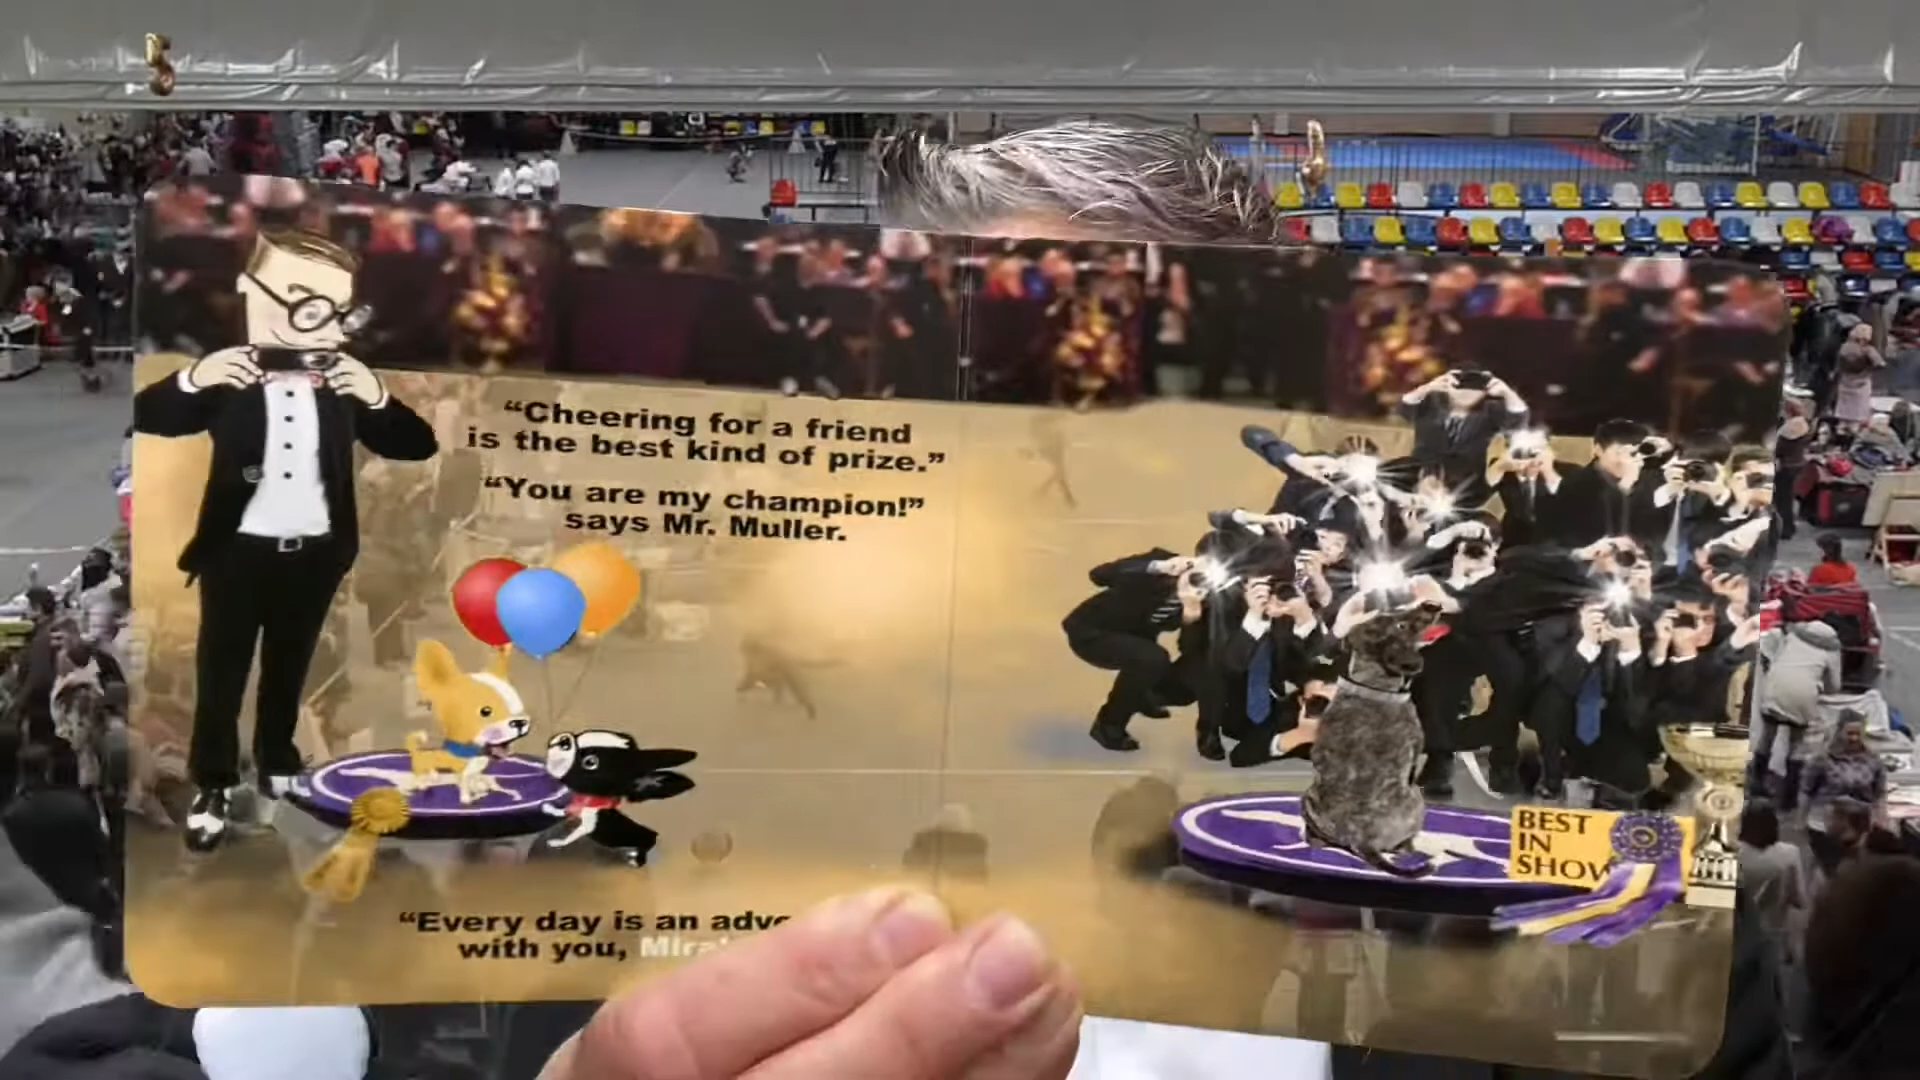 “Cheering for a friend
is the best kind of prize.”
“You are my champion!”
says Mr. Muller.
“Every day is an
with you,
BEST
IN
SHOW